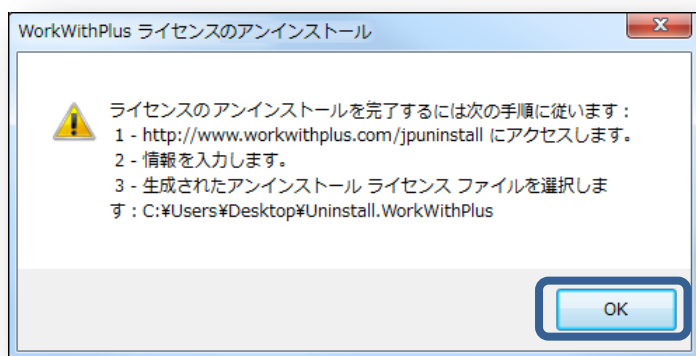 WorkWithPlus ライセンスのアンインストール
ライセンスのアンインストールを完了するには次の手順に従います：
1 - http://www.workwithplus.com/jpuninstall にアクセスします。
2 - 情報を入力します。
3 - 生成されたアンインストール ライセンス ファイルを選択しま
す：C:¥Users¥Desktop¥Uninstall.WorkWithPlus
OK